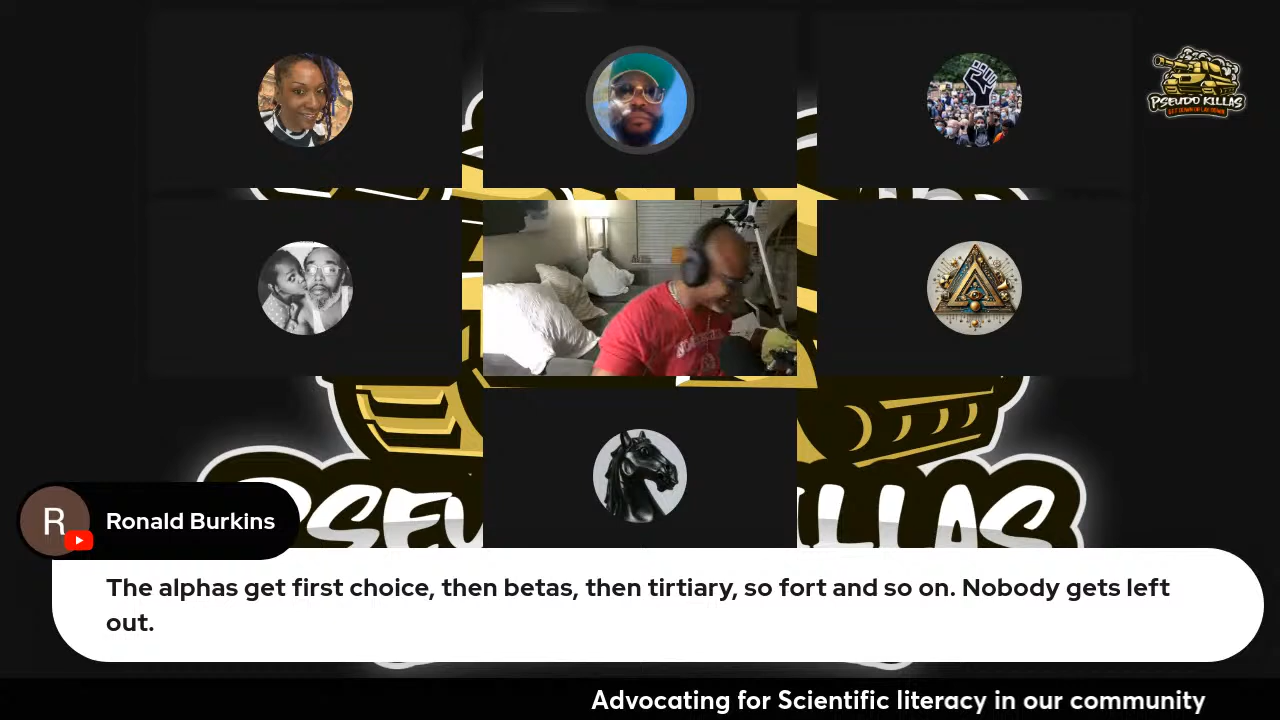 PSEUDO KILLAS
R
Ronald Burkins
The alphas get first choice, then betas, then tirtiary, so fort and so on. Nobody gets left
out.
Advocating for Scientific literacy in our community